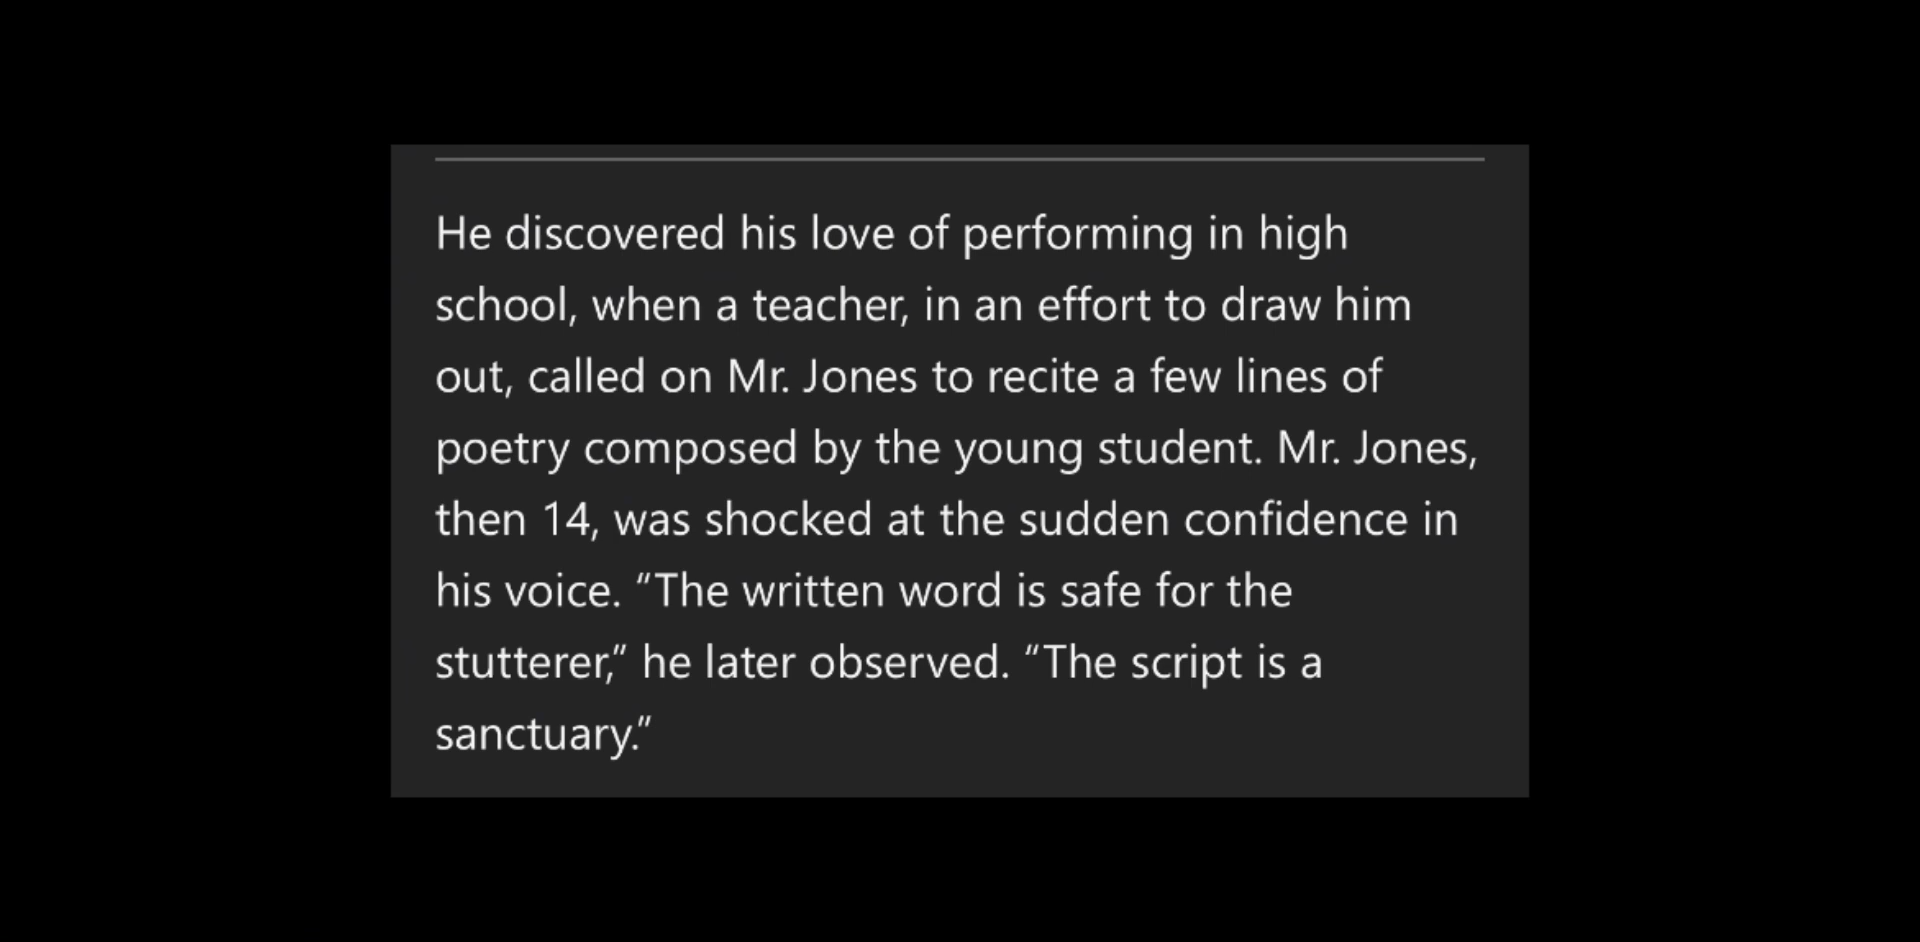 He discovered his love of performing in high
school, when a teacher, in an effort to draw him
out, called on Mr. Jones to recite a few lines of
poetry composed by the young student. Mr. Jones,
then 14, was shocked at the sudden confidence in
his voice. “The written word is safe for the
stutterer,” he later observed. “The script is a
sanctuary.”